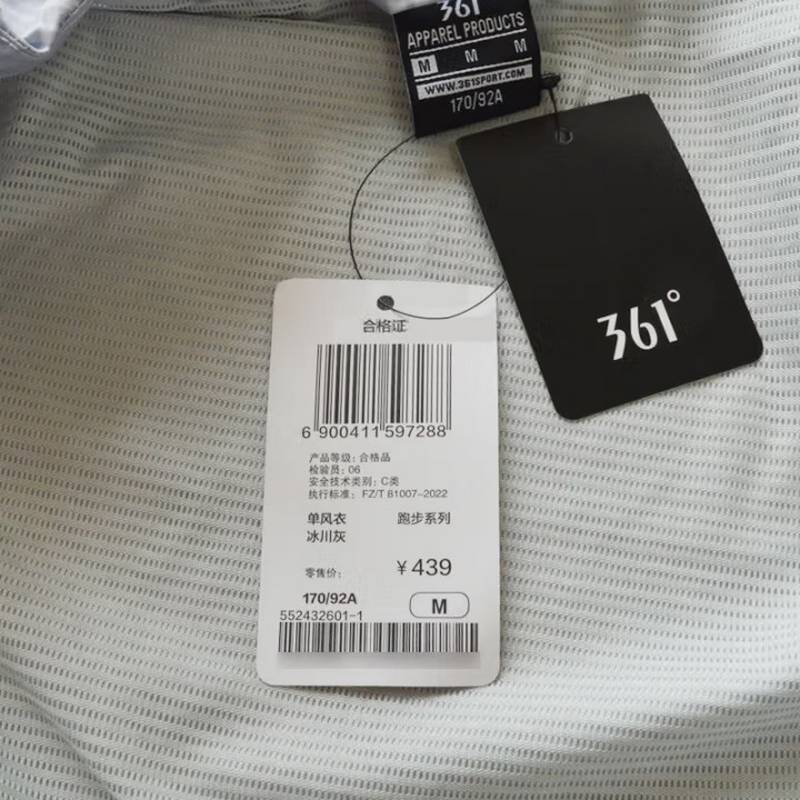 361
APPAREL PRODUCTS
M M M
WWW.361SPORT.COM
170/92A
361°
合格证
6 900411 597288
产品等级: 合格品
检验员: 06
安全技术类别: C类
执行标准: FZ/T 81007-2022
单风衣 跑步系列
冰川灰
零售价: ¥439
170/92A M
552432601-1